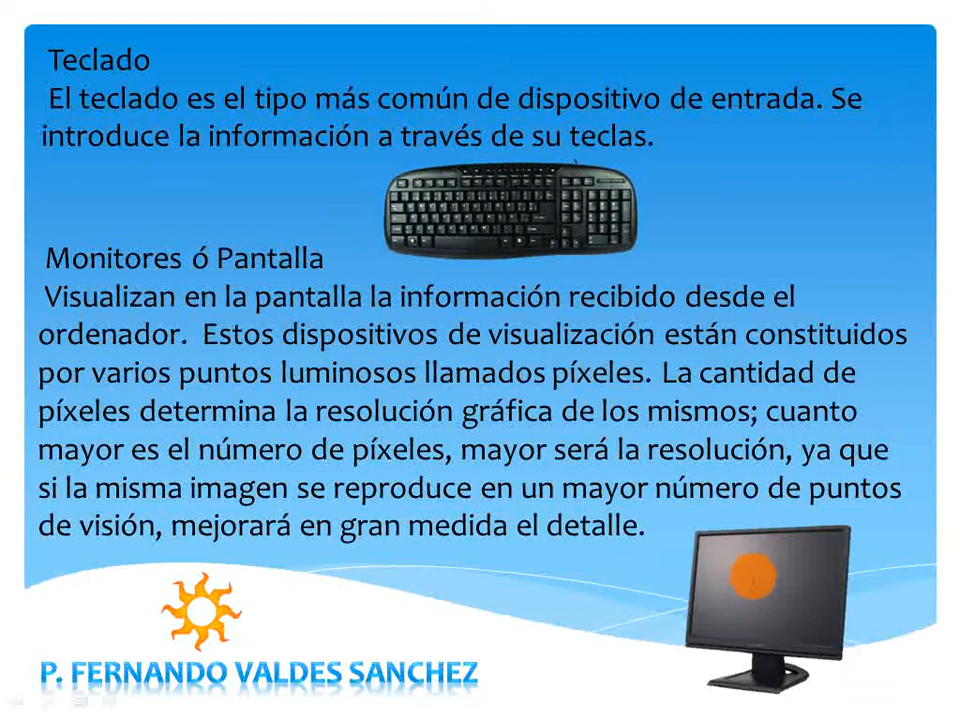 Teclado
El teclado es el tipo más común de dispositivo de entrada. Se
introduce la información a través de su teclas.
Monitores ó Pantalla
Visualizan en la pantalla la información recibido desde el
ordenador. Estos dispositivos de visualización están constituidos
por varios puntos luminosos llamados píxeles. La cantidad de
píxeles determina la resolución gráfica de los mismos; cuanto
mayor es el número de píxeles, mayor será la resolución, ya que
si la misma imagen se reproduce en un mayor número de puntos
de visión, mejorará en gran medida el detalle.
P. FERNANDO VALDES SANCHEZ